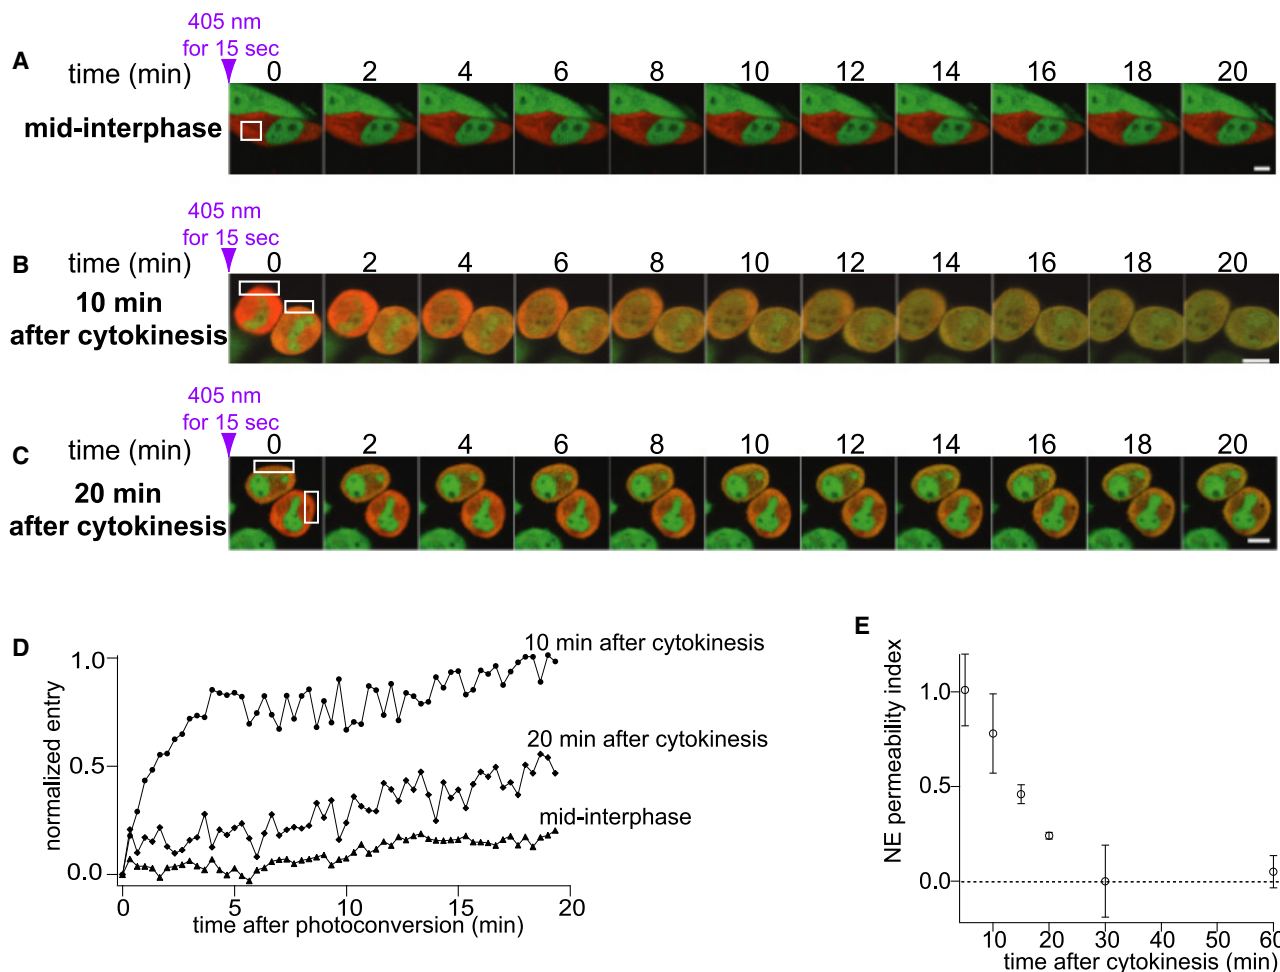 405 nm
for 15 sec
A time (min) 0 2 4 6 8 10 12 14 16 18 20
mid-interphase
405 nm
for 15 sec
B time (min) 0 2 4 6 8 10 12 14 16 18 20
10 min
after cytokinesis
405 nm
for 15 sec
C time (min) 0 2 4 6 8 10 12 14 16 18 20
20 min
after cytokinesis
D
normalized entry
1.0
0.5
0.0
10 min after cytokinesis
20 min after cytokinesis
mid-interphase
0 5 10 15 20
time after photoconversion (min)
E
NE permeability index
1.0
0.5
0.0
10 20 30 40 50 60
time after cytokinesis (min)